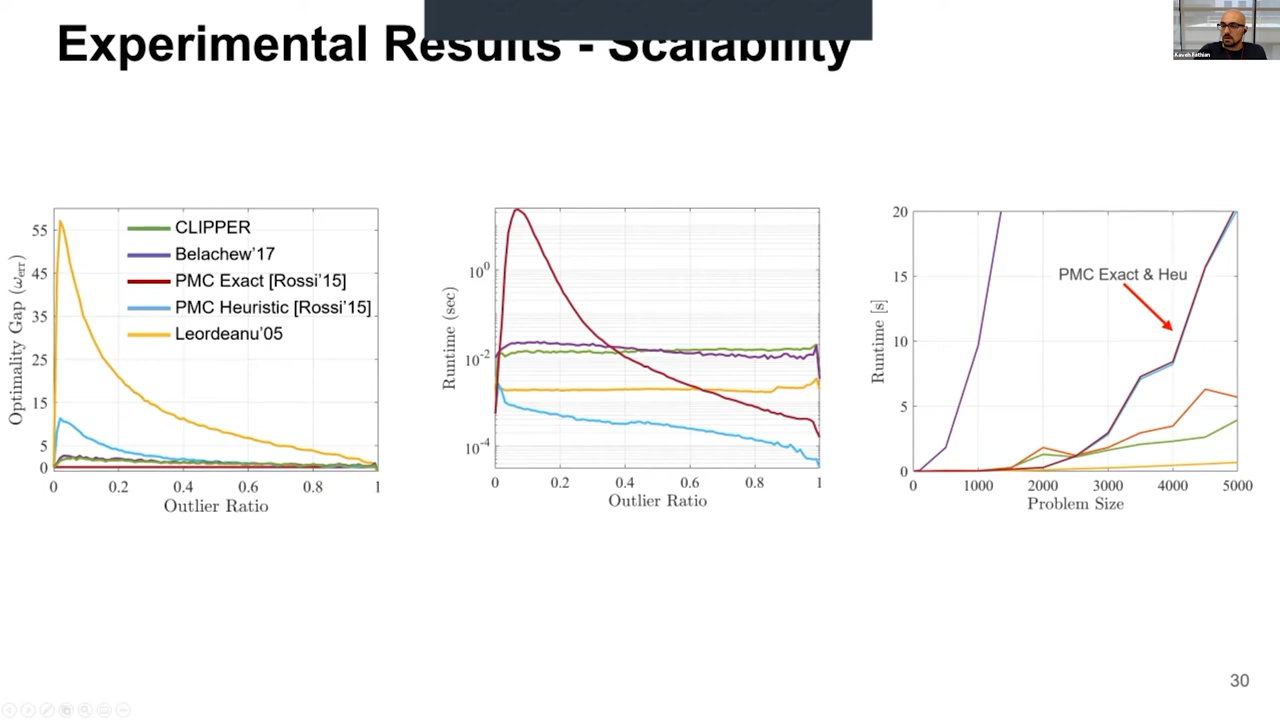 Experimental Results - Scalability
Kaveh Fathian
CLIPPER
Belachew'17
PMC Exact [Rossi'15]
PMC Heuristic [Rossi'15]
Leordeanu'05
Optimality Gap (ω_err)
55
45
35
25
15
5
0
0 0.2 0.4 0.6 0.8 1
Outlier Ratio
Runtime (sec)
10^0
10^-2
10^-4
0 0.2 0.4 0.6 0.8 1
Outlier Ratio
PMC Exact & Heu
Runtime [s]
20
15
10
5
0
0 1000 2000 3000 4000 5000
Problem Size
30